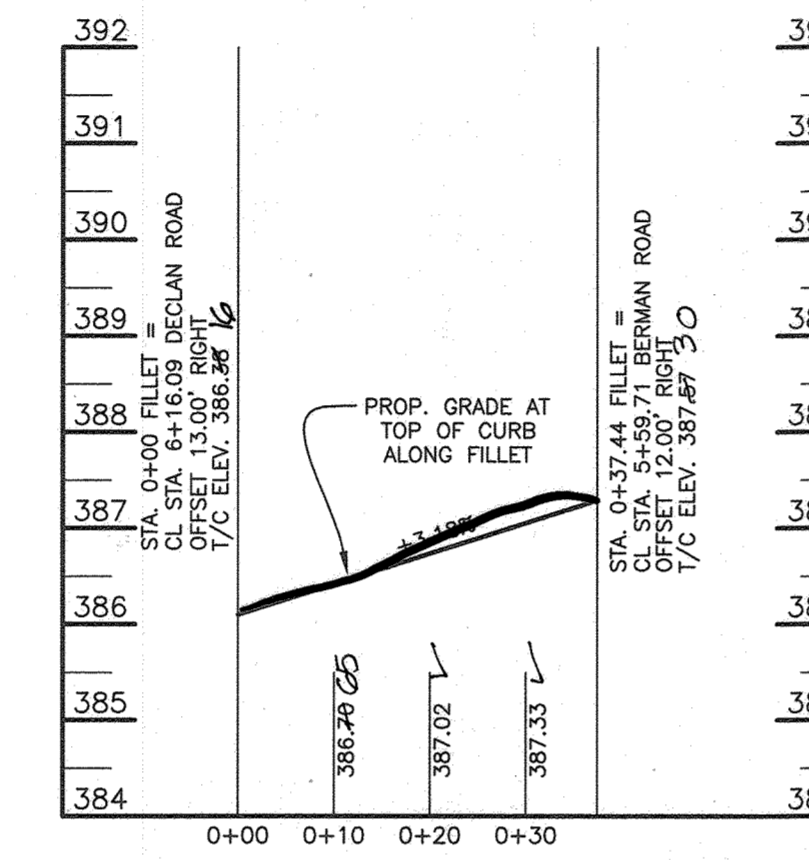 392
391
390
389
388
387
386
385
384
STA. 0+00 FILLET =
CL STA. 6+16.09 DECLAN ROAD
OFFSET 13.00' RIGHT
T/C ELEV. 386.38 16
PROP. GRADE AT
TOP OF CURB
ALONG FILLET
+3.18%
STA. 0+37.44 FILLET =
CL STA. 5+59.71 BERMAN ROAD
OFFSET 12.00' RIGHT
T/C ELEV. 387.57 30
386.70 65
387.02 ✓
387.33 ✓
0+00 0+10 0+20 0+30